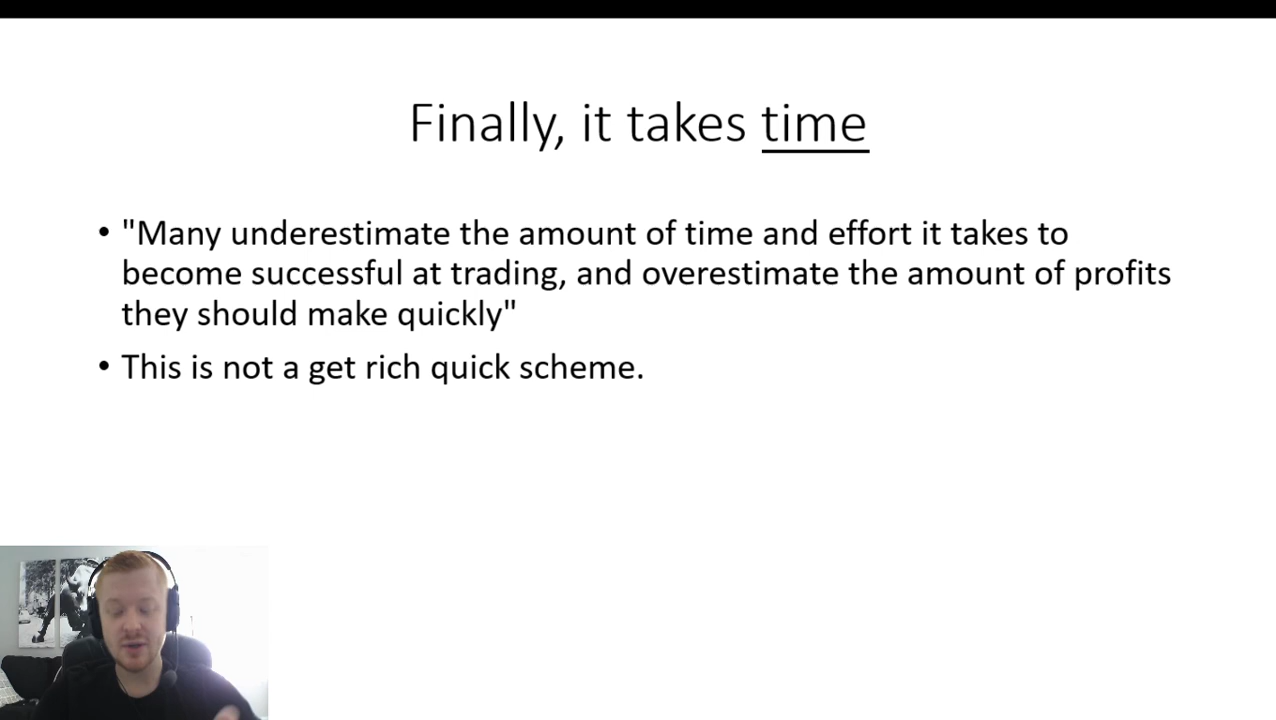 Finally, it takes time
• "Many underestimate the amount of time and effort it takes to
become successful at trading, and overestimate the amount of profits
they should make quickly"
• This is not a get rich quick scheme.